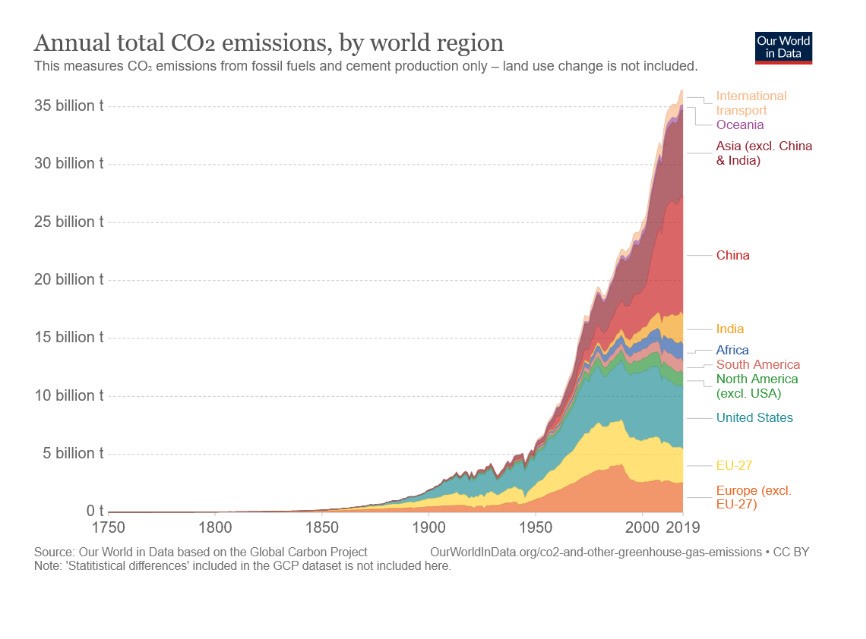 Annual total CO₂ emissions, by world region
Our World
in Data
This measures CO₂ emissions from fossil fuels and cement production only – land use change is not included.
35 billion t
30 billion t
25 billion t
20 billion t
15 billion t
10 billion t
5 billion t
0 t
International
transport
Oceania
Asia (excl. China
& India)
China
India
Africa
South America
North America
(excl. USA)
United States
EU-27
Europe (excl.
EU-27)
1750
1800
1850
1900
1950
2000
2019
Source: Our World in Data based on the Global Carbon Project
OurWorldInData.org/co2-and-other-greenhouse-gas-emissions • CC BY
Note: 'Statistical differences' included in the GCP dataset is not included here.